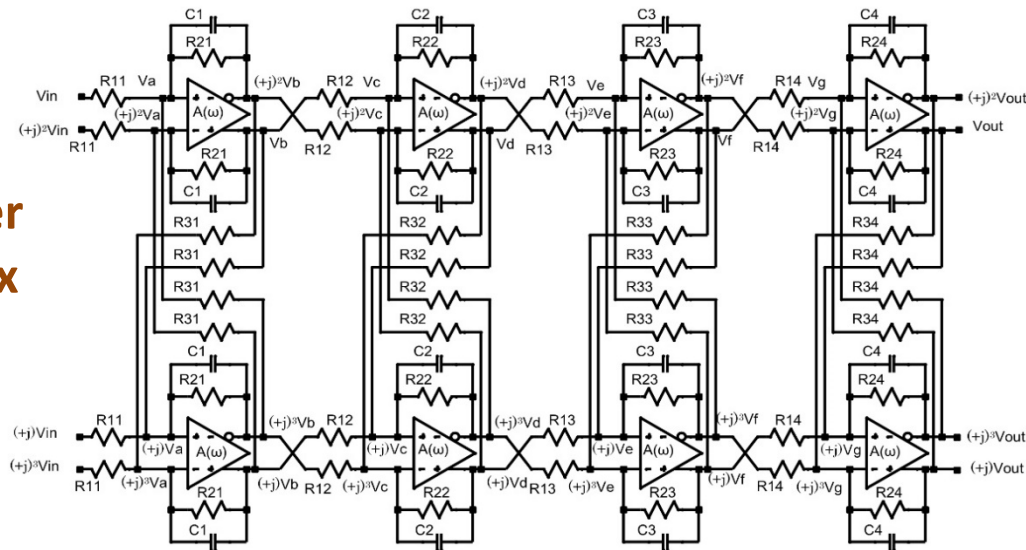 C1 C2 C3 C4
R21 R22 R23 R24
R11 Va (+j)²Vb R12 Vc (+j)²Vd R13 Ve (+j)²Vf R14 Vg
Vin A(ω) A(ω) A(ω) A(ω) (+j)²Vout
(+j)²Vin (+j)²Va (+j)²Vc (+j)²Ve (+j)²Vg Vout
R11 Vb R12 Vd R13 Vf R14
R21 R22 R23 R24
C1 C2 C3 C4
er
R31 R32 R33 R34
x
R31 R32 R33 R34
R31 R32 R33 R34
R31 R32 R33 R34
C1 C2 C3 C4
R21 R22 R23 R24
R11 (+j)³Vb R12 (+j)³Vd R13 (+j)³Vf R14
(+j)Vin (+j)Va A(ω) (+j)Vc A(ω) (+j)Ve A(ω) (+j)Vg A(ω) (+j)³Vout
(+j)³Vin (+j)Vb (+j)Vd (+j)Vf (+j)Vout
R11 (+j)³Va R12 (+j)³Vc R13 (+j)³Ve R14 (+j)³Vg
R21 R22 R23 R24
C1 C2 C3 C4